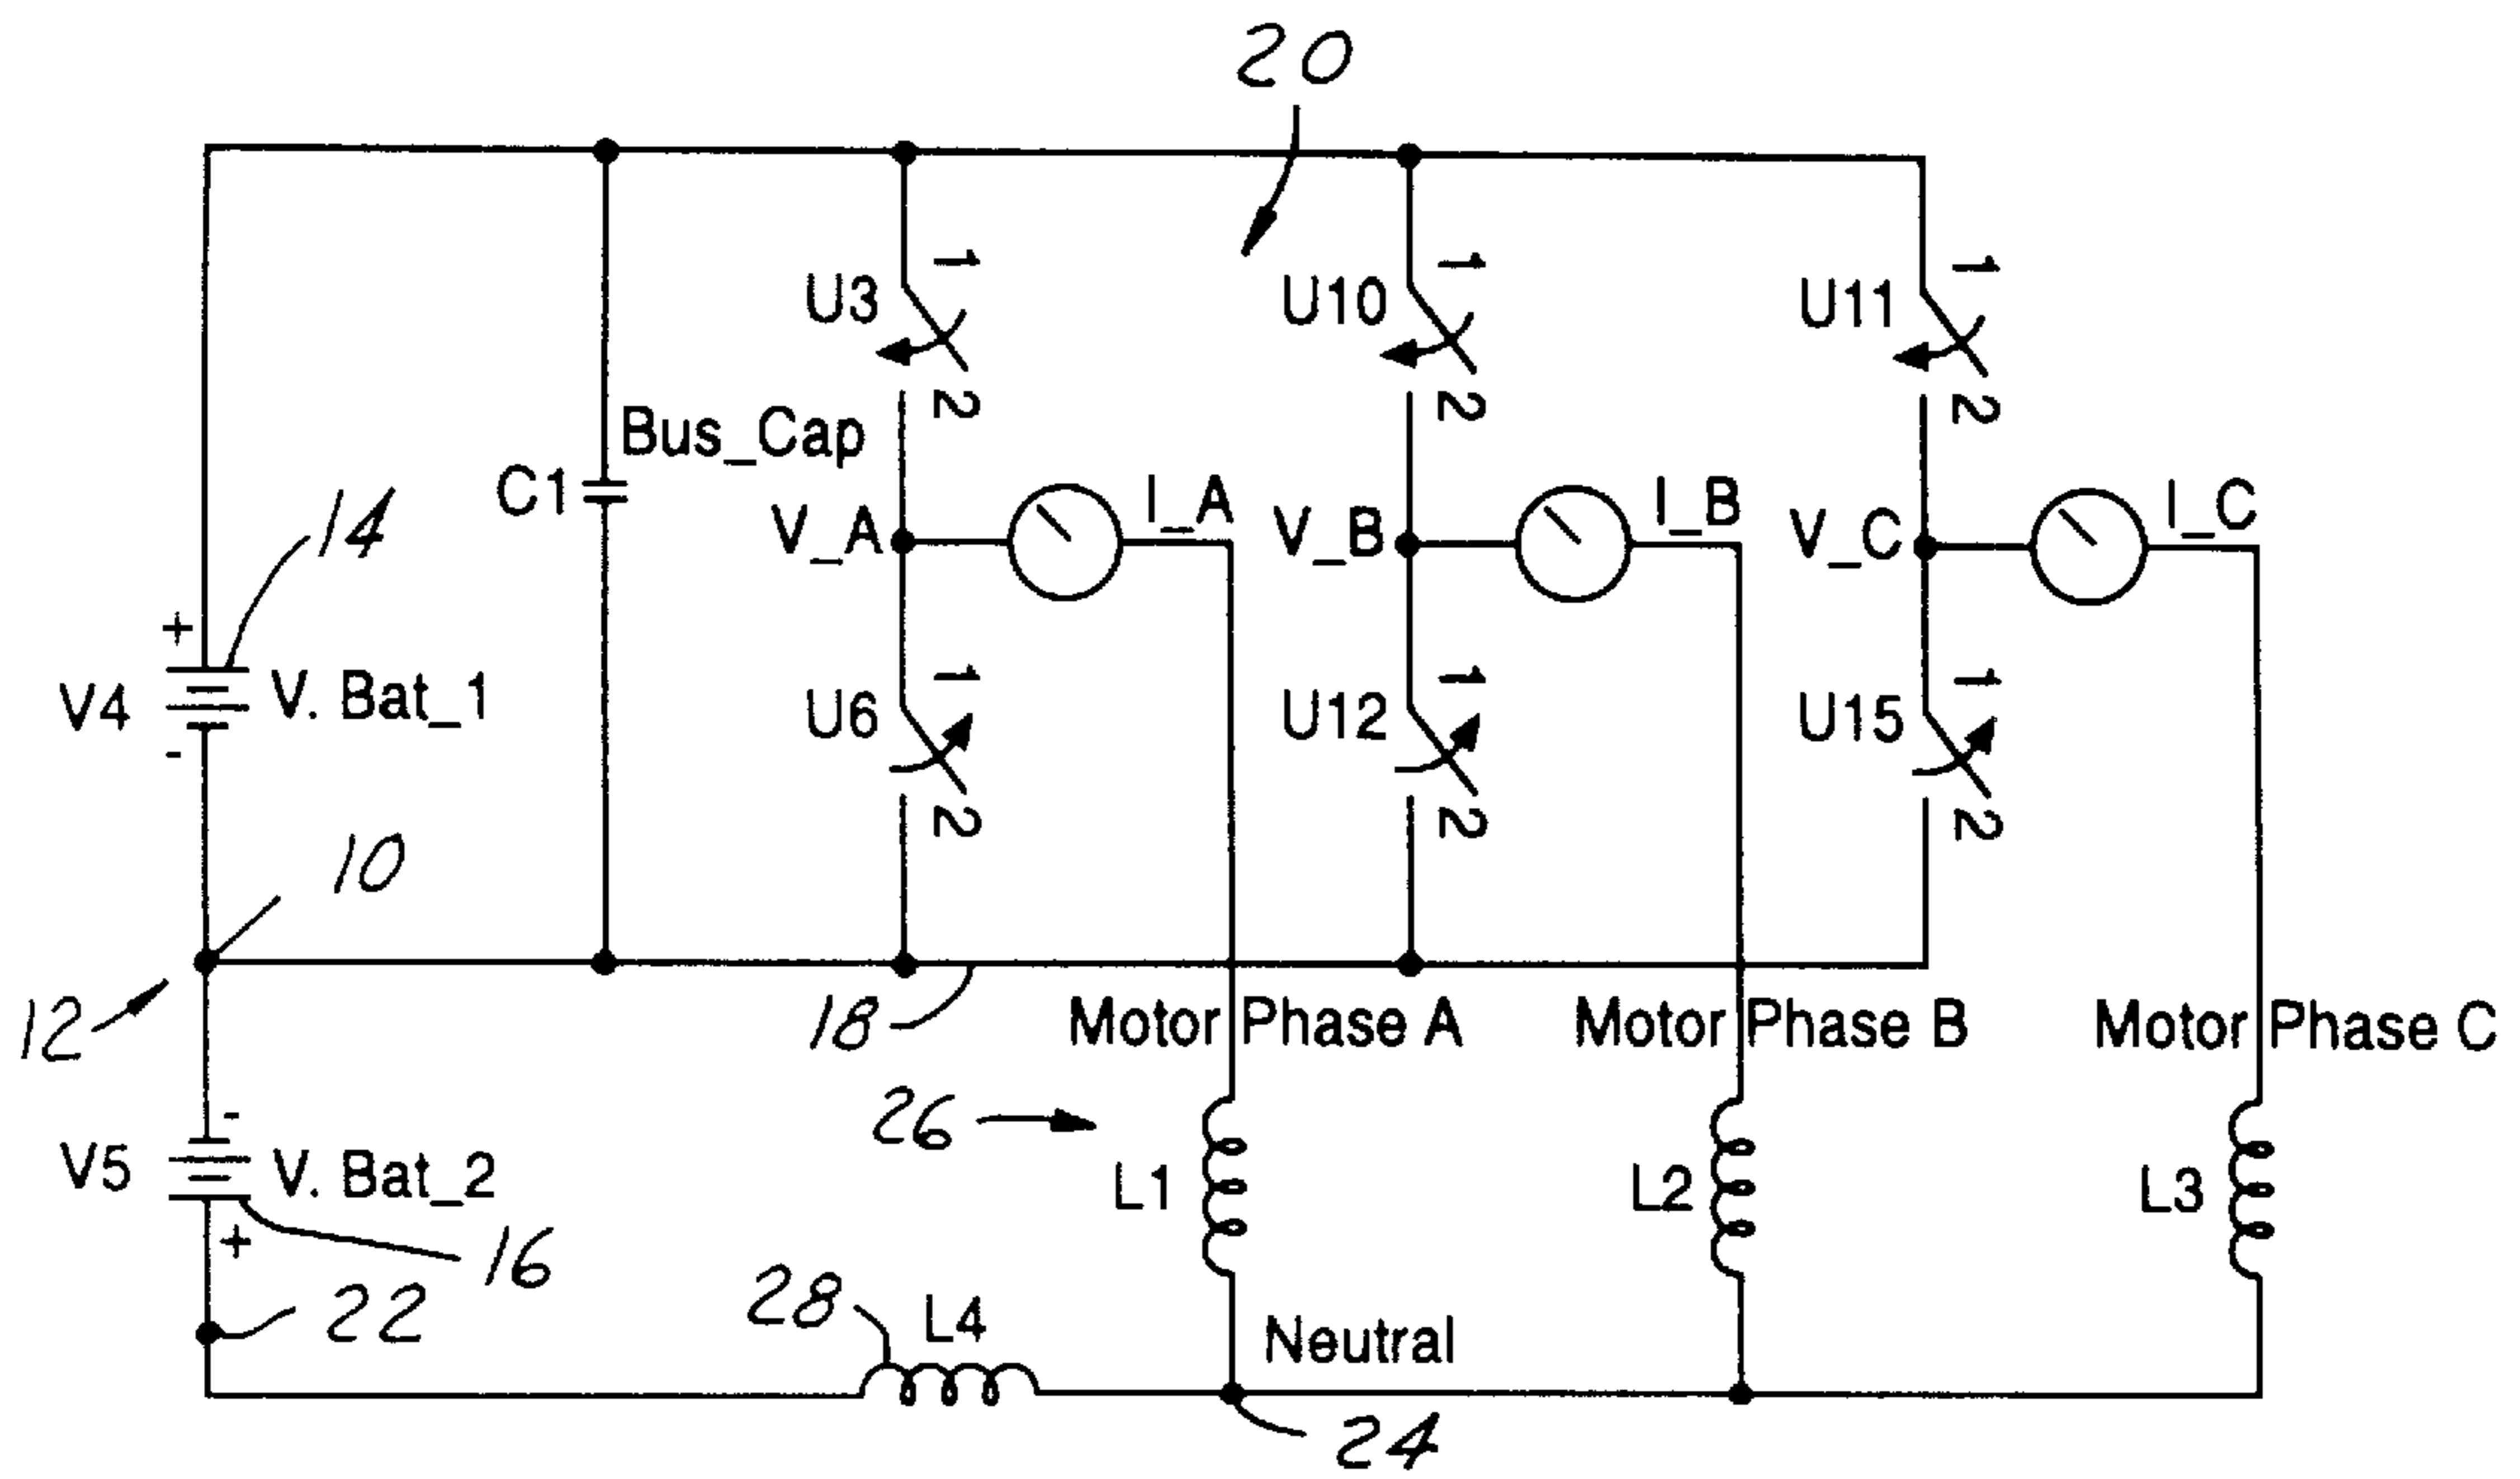 20
1
1
1
U3
U10
U11
2
2
2
Bus_Cap
C1
I_A
I_B
I_C
14
V_A
V_B
V_C
+
V4
V. Bat_1
-
1
1
1
U6
U12
U15
2
2
2
10
12
18
Motor Phase A
Motor Phase B
Motor Phase C
26
-
V5
V. Bat_2
L1
L2
L3
+
16
22
28
L4
Neutral
24